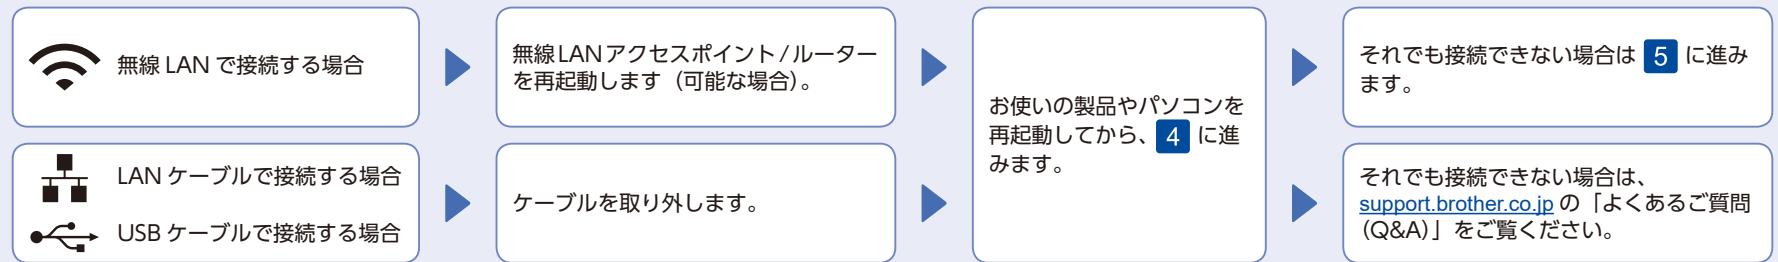 無線 LAN で接続する場合
無線LANアクセスポイント/ルーター
を再起動します（可能な場合）。
LAN ケーブルで接続する場合
USB ケーブルで接続する場合
ケーブルを取り外します。
お使いの製品やパソコンを
再起動してから、 4 に進
みます。
それでも接続できない場合は 5 に進み
ます。
それでも接続できない場合は、
support.brother.co.jp の「よくあるご質問
（Q&A）」をご覧ください。